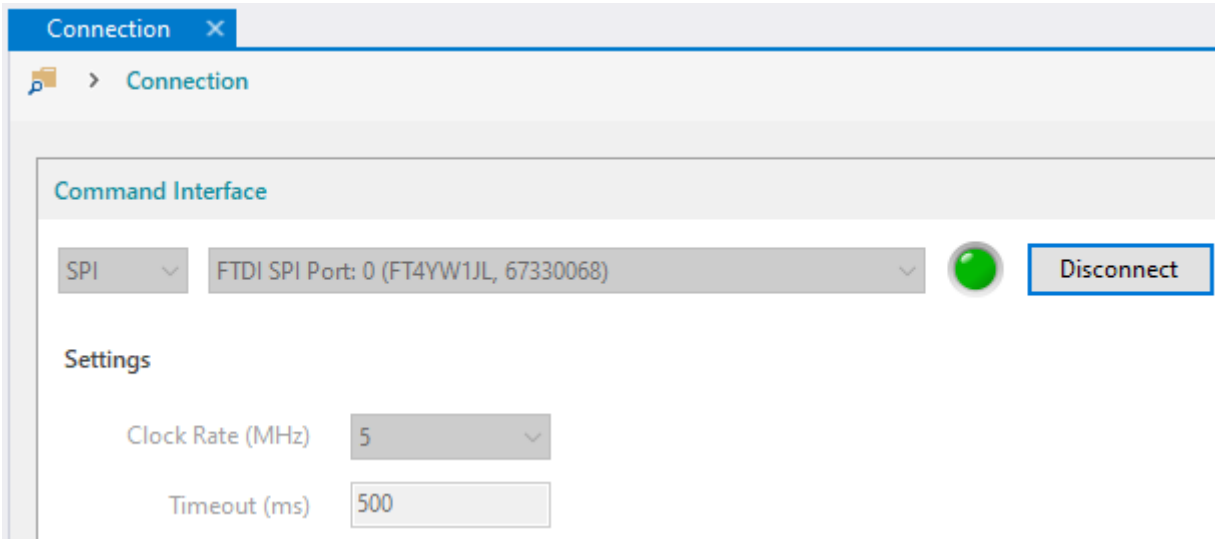 Connection ×
> Connection
Command Interface
SPI FTDI SPI Port: 0 (FT4YW1JL, 67330068) Disconnect
Settings
Clock Rate (MHz) 5
Timeout (ms) 500